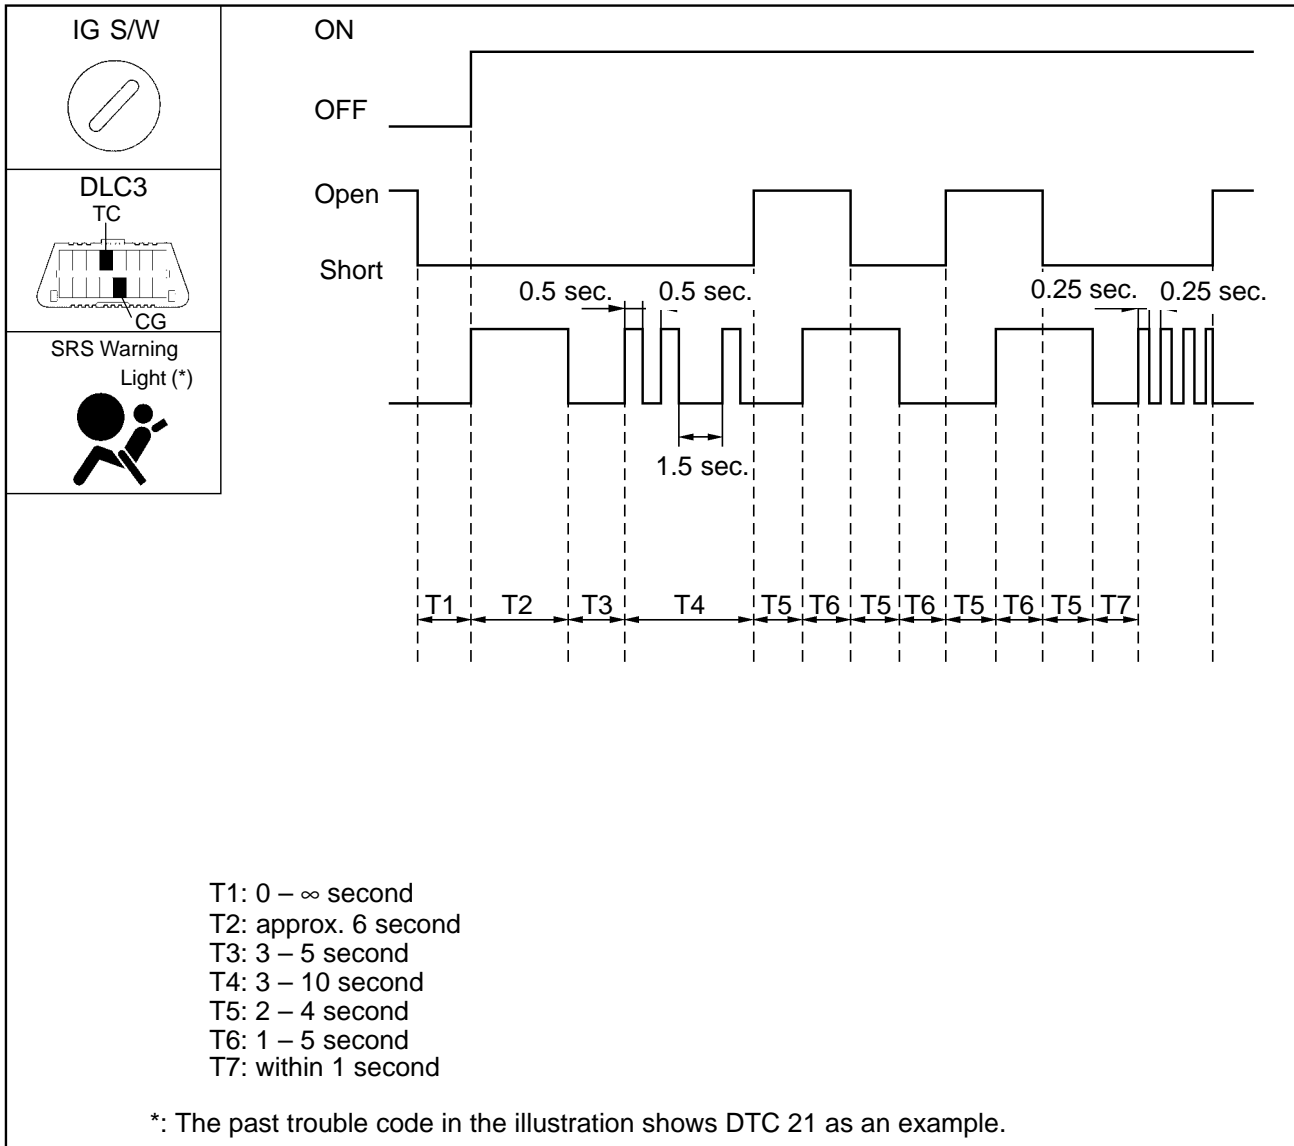 IG S/W
ON
OFF
DLC3
TC
CG
Open
Short
0.5 sec. 0.5 sec.
0.25 sec. 0.25 sec.
SRS Warning
Light (*)
1.5 sec.
T1 T2 T3 T4 T5 T6 T5 T6 T5 T6 T5 T7
T1: 0 – ∞ second
T2: approx. 6 second
T3: 3 – 5 second
T4: 3 – 10 second
T5: 2 – 4 second
T6: 1 – 5 second
T7: within 1 second
*: The past trouble code in the illustration shows DTC 21 as an example.